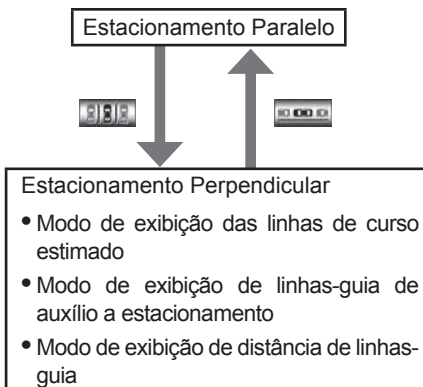 Estacionamento Paralelo
Estacionamento Perpendicular
• Modo de exibição das linhas de curso
estimado
• Modo de exibição de linhas-guia de
auxílio a estacionamento
• Modo de exibição de distância de linhas-
guia